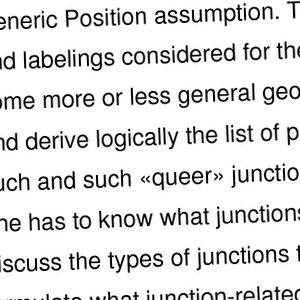 eneric Position assumption. T
nd labelings considered for the
ome more or less general geo
nd derive logically the list of p
uch and such «queer» junctio
ne has to know what junctions
iscuss the types of junctions t
rmulate what junction-related